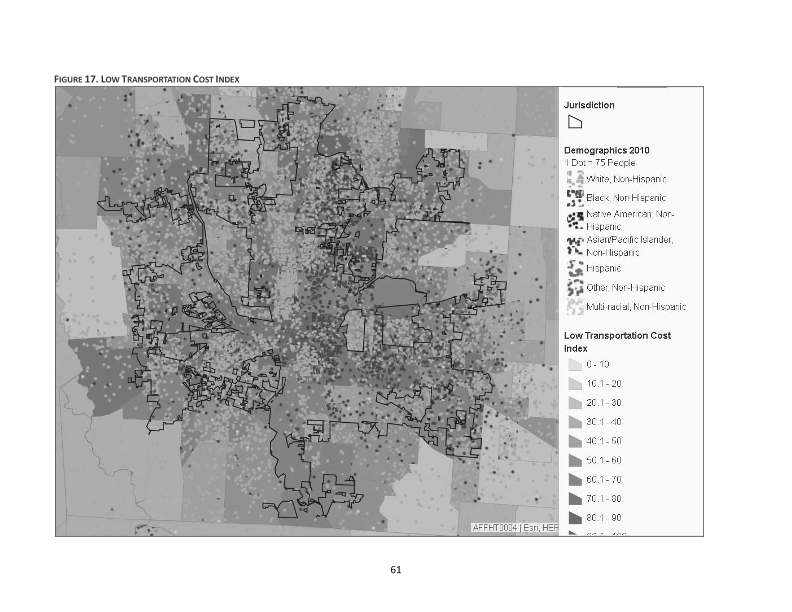 FIGURE 17. LOW TRANSPORTATION COST INDEX
Jurisdiction
Demographics 2010
1 Dot = 75 People
White, Non-Hispanic
Black, Non-Hispanic
Native American, Non-
Hispanic
Asian/Pacific Islander,
Non-Hispanic
Hispanic
Other, Non-Hispanic
Multi-racial, Non-Hispanic
Low Transportation Cost
Index
0 - 10
10.1 - 20
20.1 - 30
30.1 - 40
40.1 - 50
50.1 - 60
60.1 - 70
70.1 - 80
80.1 - 90
AFFHT0004 | Esri, HER
61